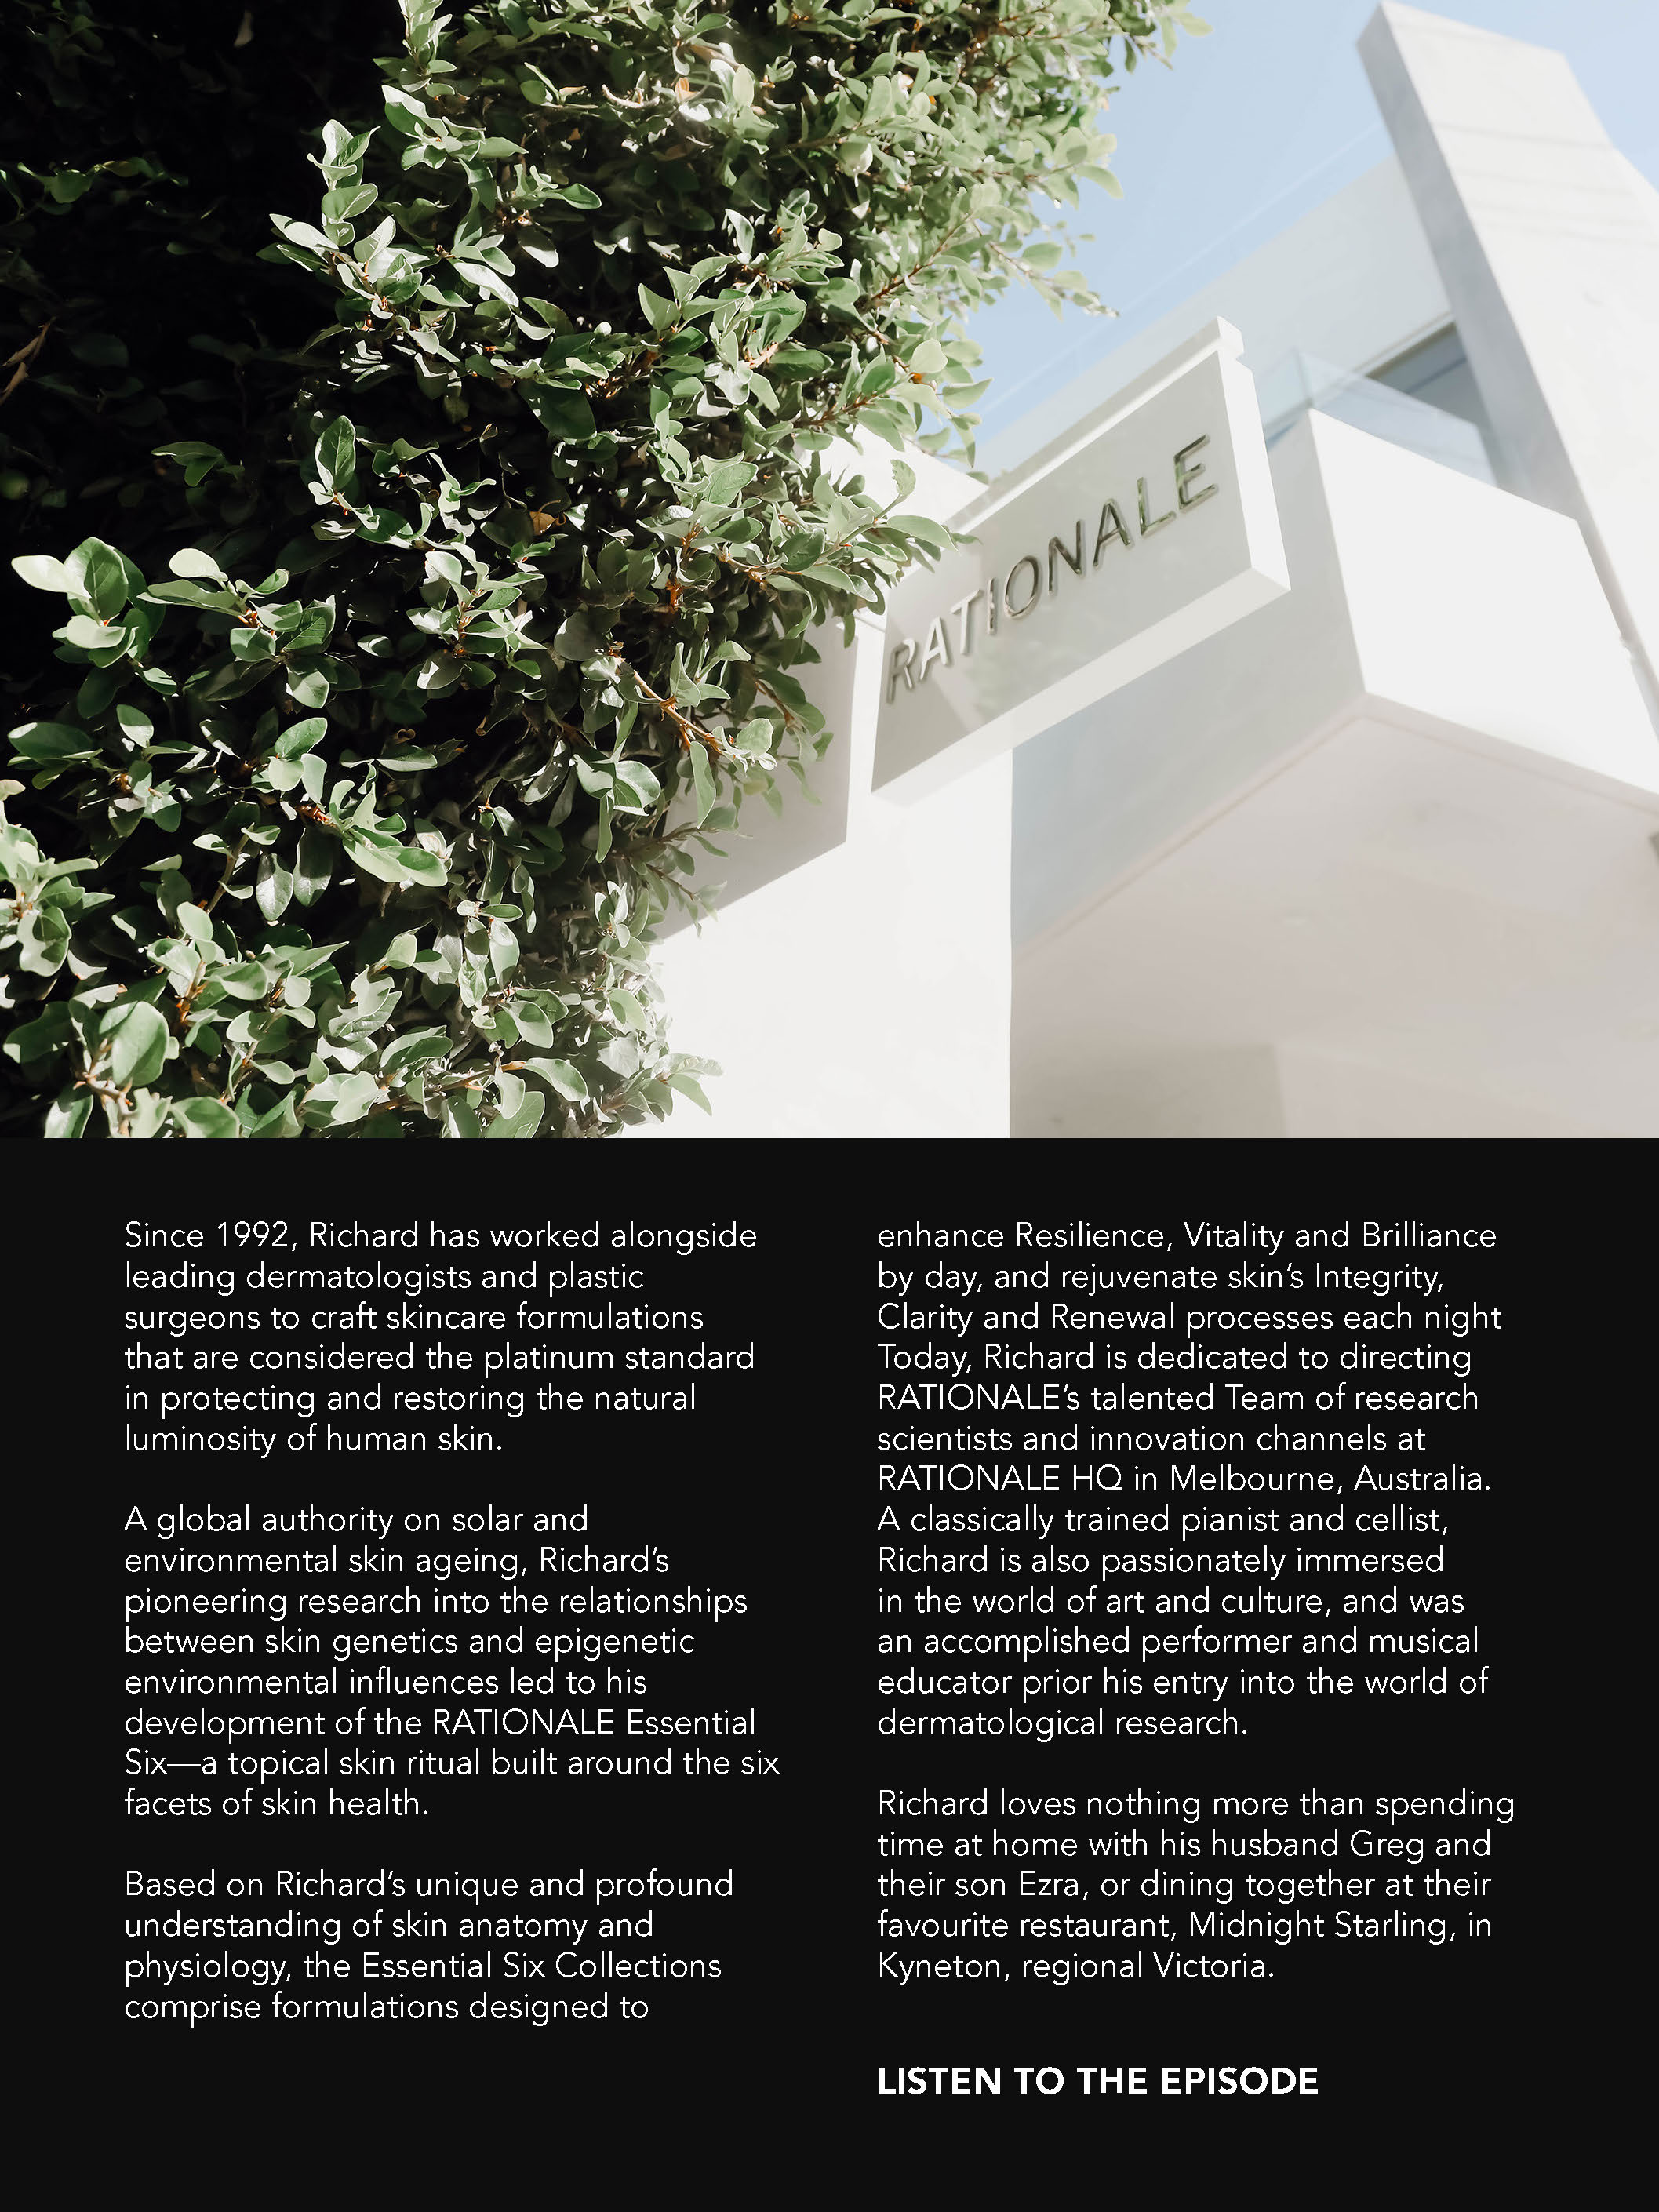 RATIONALE
Since 1992, Richard has worked alongside
leading dermatologists and plastic
surgeons to craft skincare formulations
that are considered the platinum standard
in protecting and restoring the natural
luminosity of human skin.
A global authority on solar and
environmental skin ageing, Richard’s
pioneering research into the relationships
between skin genetics and epigenetic
environmental influences led to his
development of the RATIONALE Essential
Six—a topical skin ritual built around the six
facets of skin health.
Based on Richard’s unique and profound
understanding of skin anatomy and
physiology, the Essential Six Collections
comprise formulations designed to
enhance Resilience, Vitality and Brilliance
by day, and rejuvenate skin’s Integrity,
Clarity and Renewal processes each night
Today, Richard is dedicated to directing
RATIONALE’s talented Team of research
scientists and innovation channels at
RATIONALE HQ in Melbourne, Australia.
A classically trained pianist and cellist,
Richard is also passionately immersed
in the world of art and culture, and was
an accomplished performer and musical
educator prior his entry into the world of
dermatological research.
Richard loves nothing more than spending
time at home with his husband Greg and
their son Ezra, or dining together at their
favourite restaurant, Midnight Starling, in
Kyneton, regional Victoria.
LISTEN TO THE EPISODE